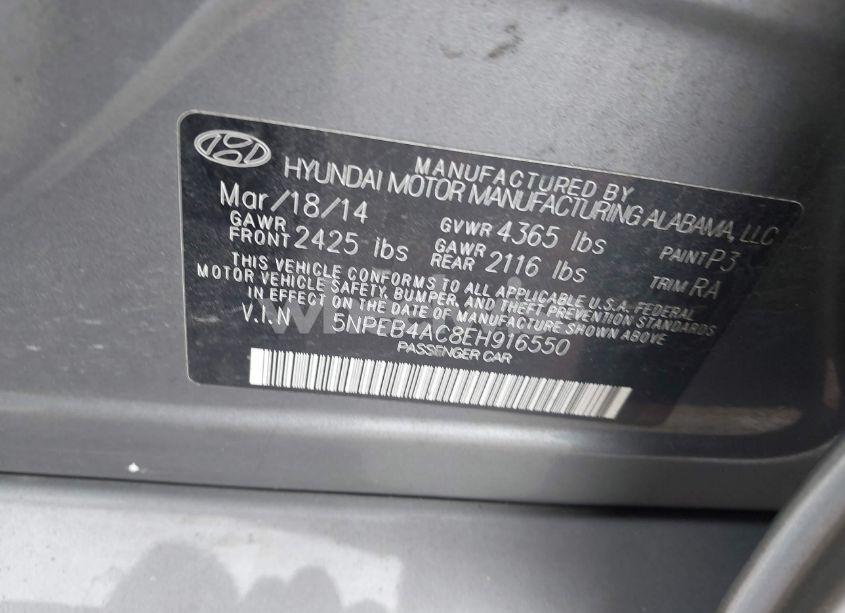 MANUFACTURED BY
HYUNDAI MOTOR MANUFACTURING ALABAMA, LLC
Mar/18/14 GVWR 4365 lbs PAINT P3
GAWR FRONT 2425 lbs GAWR REAR 2116 lbs TRIM RA
THIS VEHICLE CONFORMS TO ALL APPLICABLE U.S.A. FEDERAL
MOTOR VEHICLE SAFETY, BUMPER, AND THEFT PREVENTION STANDARDS
IN EFFECT ON THE DATE OF MANUFACTURE SHOWN ABOVE
V.I.N 5NPEB4AC8EH916550
PASSENGER CAR